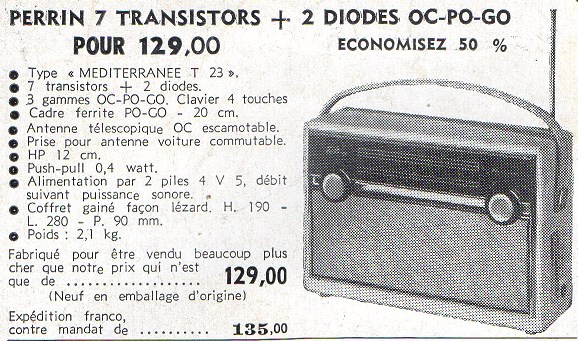 PERRIN 7 TRANSISTORS + 2 DIODES OC-PO-GO
POUR 129,00
ECONOMISEZ 50 %
● Type « MEDITERRANEE T 23 ».
● 7 transistors + 2 diodes.
● 3 gammes OC-PO-GO. Clavier 4 touches
● Cadre ferrite PO-GO - 20 cm.
● Antenne télescopique OC escamotable.
● Prise pour antenne voiture commutable.
● HP 12 cm.
● Push-pull 0,4 watt.
● Alimentation par 2 piles 4 V 5, débit
suivant puissance sonore.
● Coffret gainé façon lézard. H. 190 -
L. 280 - P. 90 mm.
● Poids : 2,1 kg.
Fabriqué pour être vendu beaucoup plus
cher que notre prix qui n'est
que de .................... 129,00
(Neuf en emballage d'origine)
Expédition franco,
contre mandat de .......... 135,00